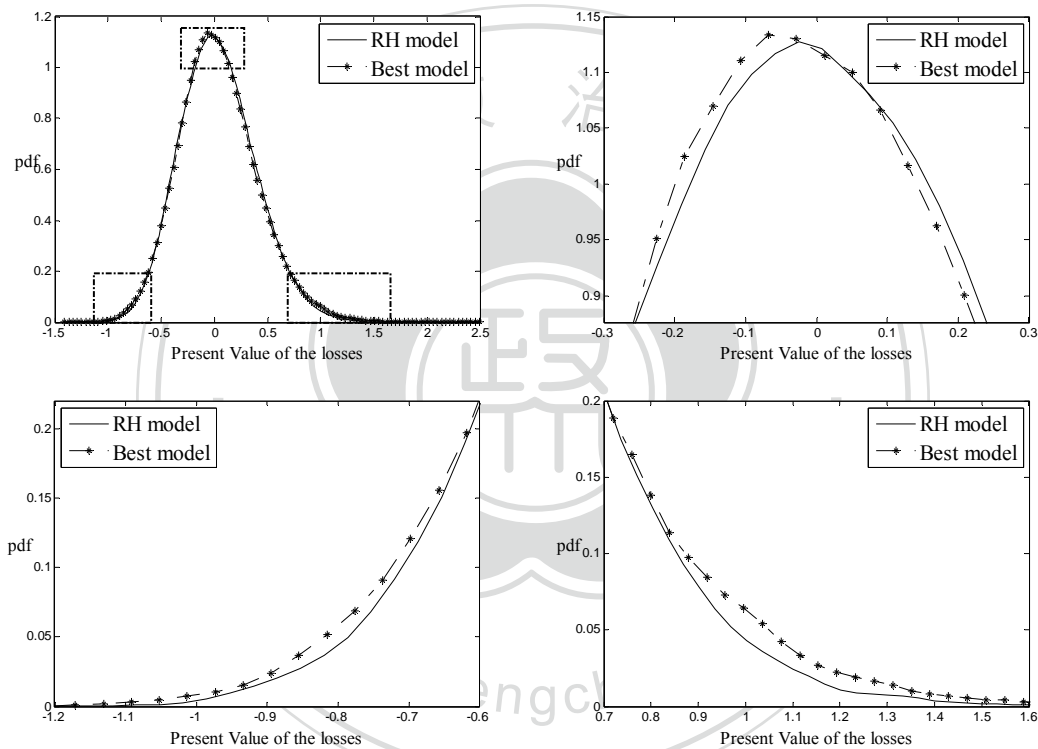 1.2
1
0.8
0.6
0.4
0.2
0
pdf
-1.5 -1 -0.5 0 0.5 1 1.5 2 2.5
Present Value of the losses
RH model
Best model
1.15
1.1
1.05
1
0.95
0.9
pdf
-0.3 -0.2 -0.1 0 0.1 0.2 0.3
Present Value of the losses
RH model
Best model
0.2
0.15
0.1
0.05
0
pdf
-1.2 -1.1 -1 -0.9 -0.8 -0.7 -0.6
Present Value of the losses
RH model
Best model
0.2
0.15
0.1
0.05
0
pdf
0.7 0.8 0.9 1 1.1 1.2 1.3 1.4 1.5 1.6
Present Value of the losses
RH model
Best model
政
engch